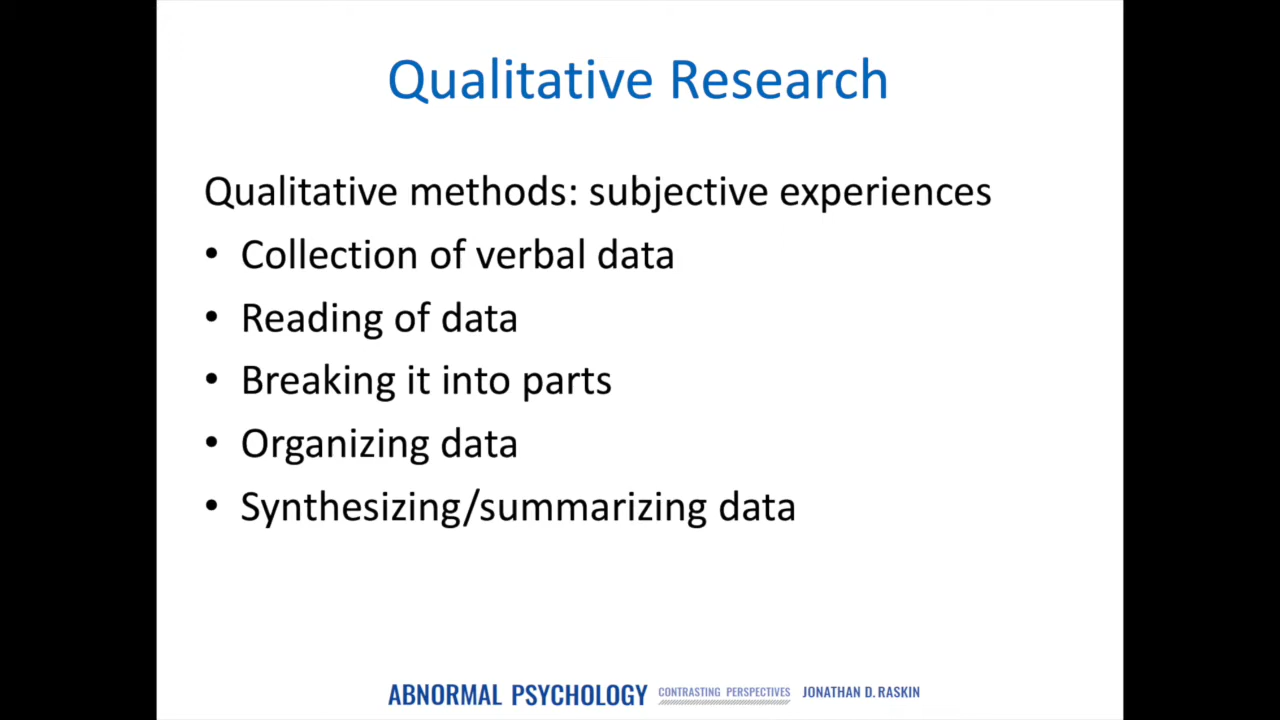 Qualitative Research
Qualitative methods: subjective experiences
• Collection of verbal data
• Reading of data
• Breaking it into parts
• Organizing data
• Synthesizing/summarizing data
ABNORMAL PSYCHOLOGY CONTRASTING PERSPECTIVES JONATHAN D. RASKIN